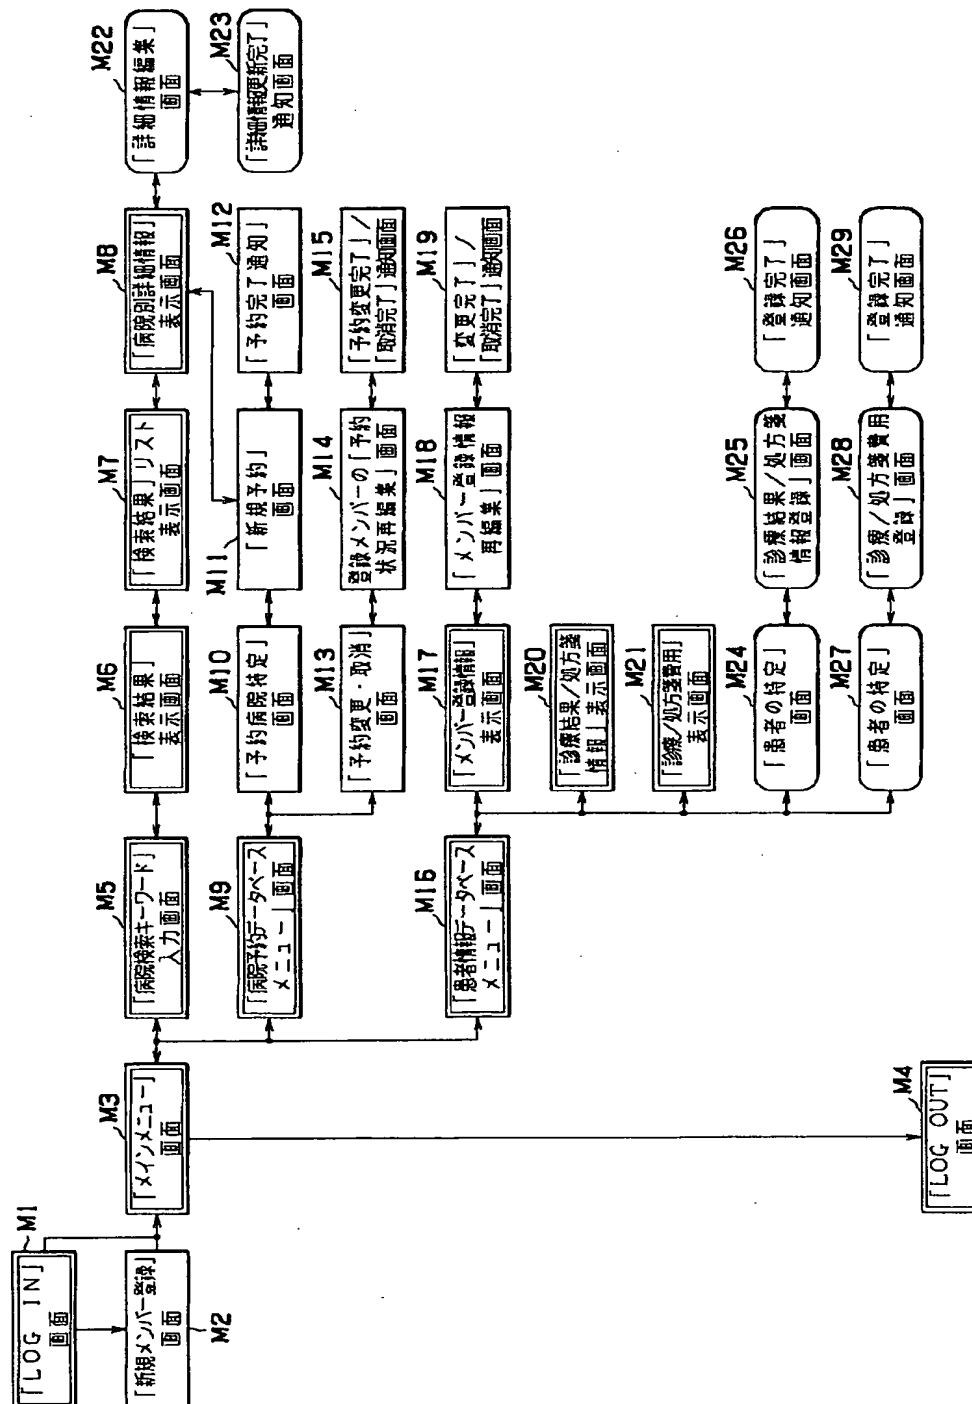 M1
「LOG IN」
画面
「新規メンバー登録」
画面
M2
M3
「メインメニュー」
画面
M4
「LOG OUT」
画面
M5
「病院検索キーワード」
入力画面
M6
「検索結果」
表示画面
M7
「検索結果」リスト
表示画面
M8
「病院別詳細情報」
表示画面
M22
「詳細情報編集」
画面
M23
「詳細情報更新完了」
通知画面
M9
「病院予約データベース
メニュー」画面
M10
「予約病院特定」
画面
M11
「新規予約」
画面
M12
「予約完了通知」
画面
M13
「予約変更・取消」
画面
M14
登録メンバーの「予約
状況再編集」画面
M15
「予約変更完了」／
「取消完了」通知画面
M16
「患者情報データベース
メニュー」画面
M17
「メンバー登録情報」
表示画面
M18
「メンバー登録情報
再編集」画面
M19
「変更完了」／
「取消完了」通知画面
M20
「診療結果／処方箋
情報」表示画面
M21
「診療／処方箋費用」
表示画面
M24
「患者の特定」
画面
M25
「診療結果／処方箋
情報登録」画面
M26
「登録完了」
通知画面
M27
「患者の特定」
画面
M28
「診療／処方箋費用
登録」画面
M29
「登録完了」
通知画面